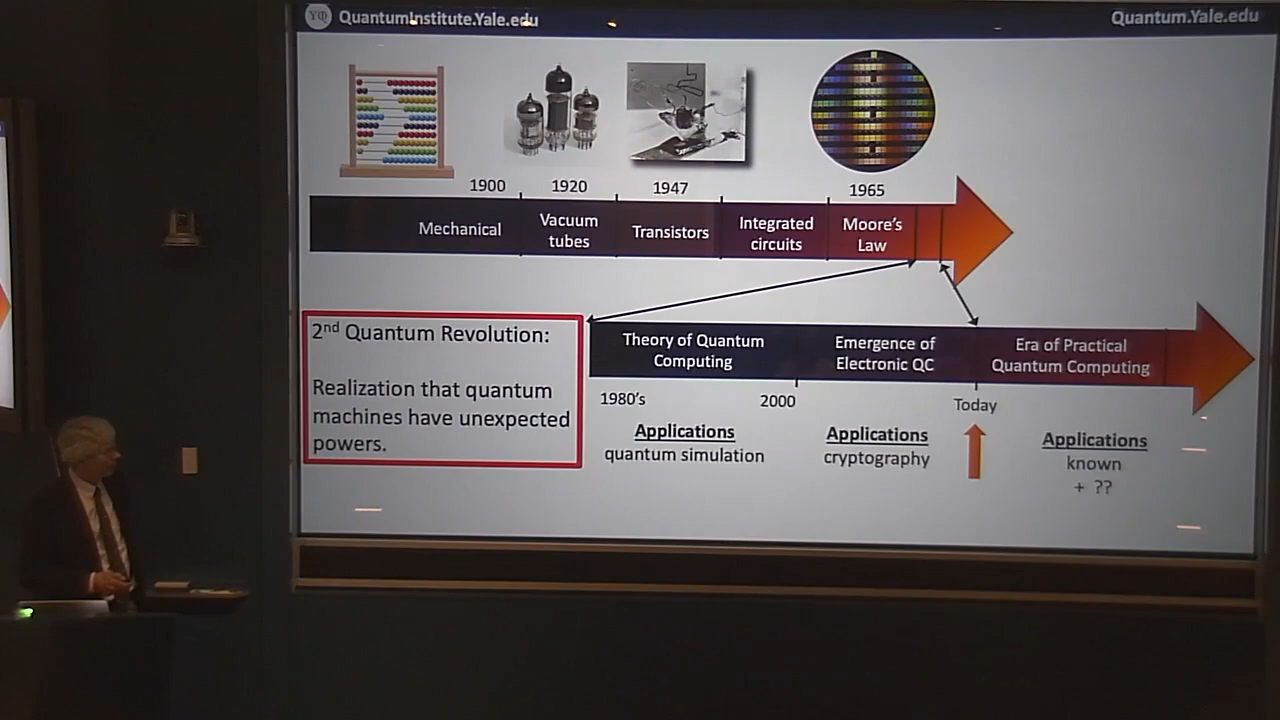 QuantumInstitute.Yale.edu
Quantum.Yale.edu
1900
1920
1947
1965
Mechanical
Vacuum
tubes
Transistors
Integrated
circuits
Moore's
Law
2nd Quantum Revolution:
Realization that quantum
machines have unexpected
powers.
Theory of Quantum
Computing
Emergence of
Electronic QC
Era of Practical
Quantum Computing
1980's
2000
Today
Applications
quantum simulation
Applications
cryptography
Applications
known
+ ??